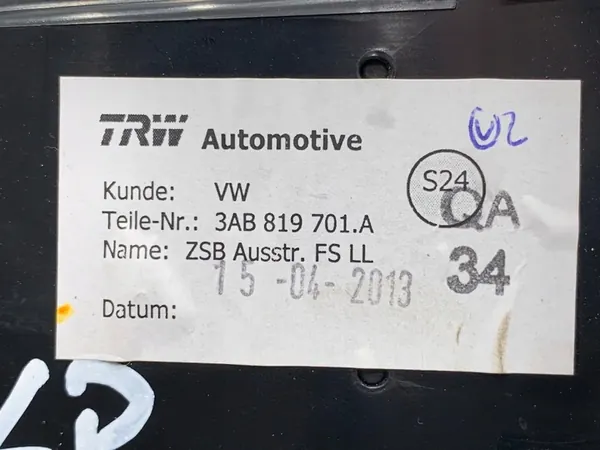 TRW Automotive
Kunde: VW
S24
Teile-Nr.: 3AB 819 701.A
QA
Name: ZSB Ausstr. FS LL
34
15-04-2013
Datum: